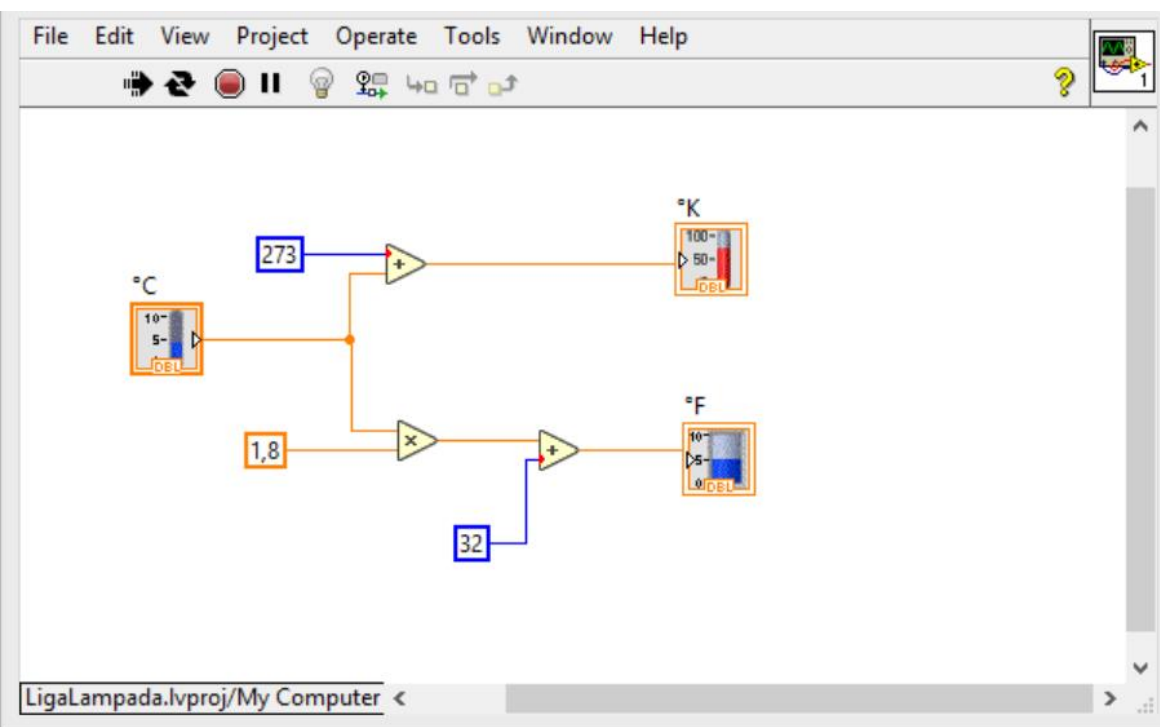 File Edit View Project Operate Tools Window Help
?
1
°K
273
+
100
50
DBL
°C
10
5
DBL
°F
1,8
×
+
10
5
0
DBL
32
LigaLampada.lvproj/My Computer